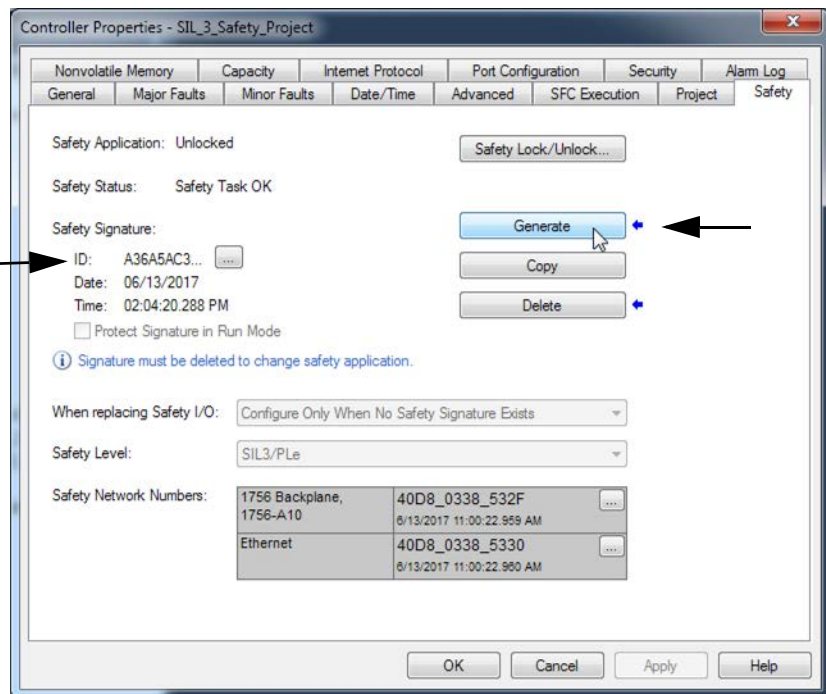 Controller Properties - SIL_3_Safety_Project
Nonvolatile Memory Capacity Internet Protocol Port Configuration Security Alarm Log
General Major Faults Minor Faults Date/Time Advanced SFC Execution Project Safety
Safety Application: Unlocked
Safety Lock/Unlock...
Safety Status: Safety Task OK
Safety Signature:
Generate
ID: A36A5AC3... ...
Copy
Date: 06/13/2017
Time: 02:04:20.288 PM
Delete
Protect Signature in Run Mode
Signature must be deleted to change safety application.
When replacing Safety I/O: Configure Only When No Safety Signature Exists
Safety Level: SIL3/PLe
Safety Network Numbers:
1756 Backplane,
1756-A10
40D8_0338_532F ...
6/13/2017 11:00:22.959 AM
Ethernet 40D8_0338_5330 ...
6/13/2017 11:00:22.960 AM
OK Cancel Apply Help